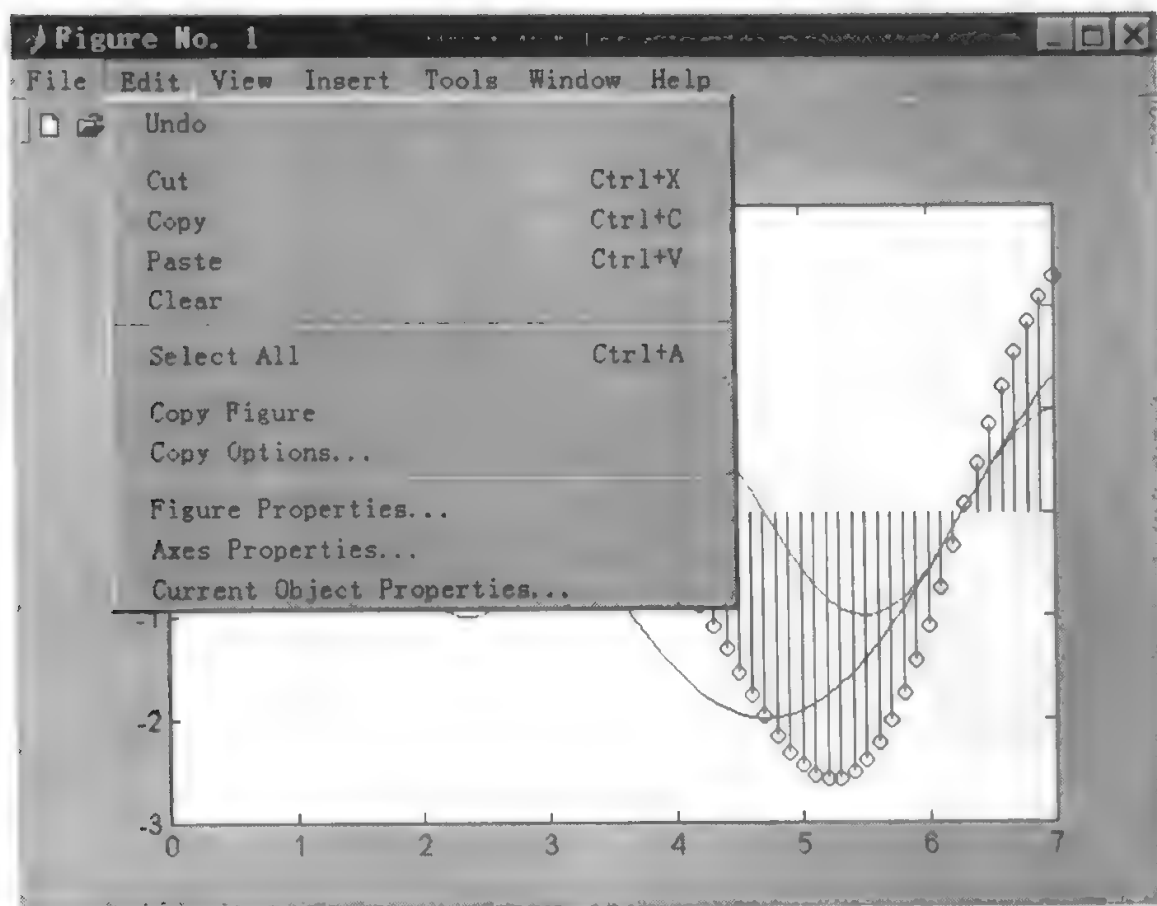 Figure No. 1
File Edit View Insert Tools Window Help
Undo
Cut Ctrl+X
Copy Ctrl+C
Paste Ctrl+V
Clear
Select All Ctrl+A
Copy Figure
Copy Options...
Figure Properties...
Axes Properties...
Current Object Properties...
-1
-2
-3
0 1 2 3 4 5 6 7